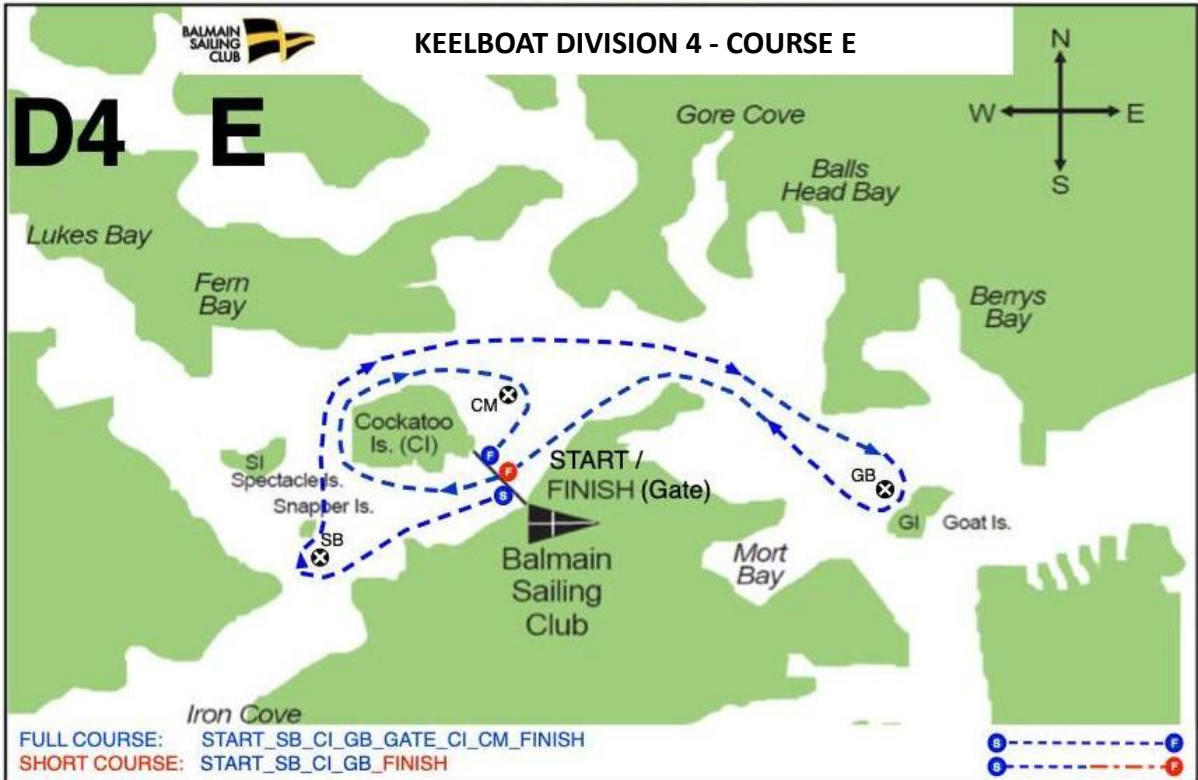 BALMAIN
SAILING
CLUB
KEELBOAT DIVISION 4 - COURSE E
D4 E
N
W E
S
Gore Cove
Balls
Head Bay
Lukes Bay
Fern
Bay
Berrys
Bay
CM
Cockatoo
Is. (CI)
F
START /
FINISH (Gate)
F
S
SI
Spectacle Is.
Snapper Is.
SB
GB
GI Goat Is.
Mort
Bay
Balmain
Sailing
Club
Iron Cove
FULL COURSE: START_SB_CI_GB_GATE_CI_CM_FINISH
SHORT COURSE: START_SB_CI_GB_FINISH
S F
S F